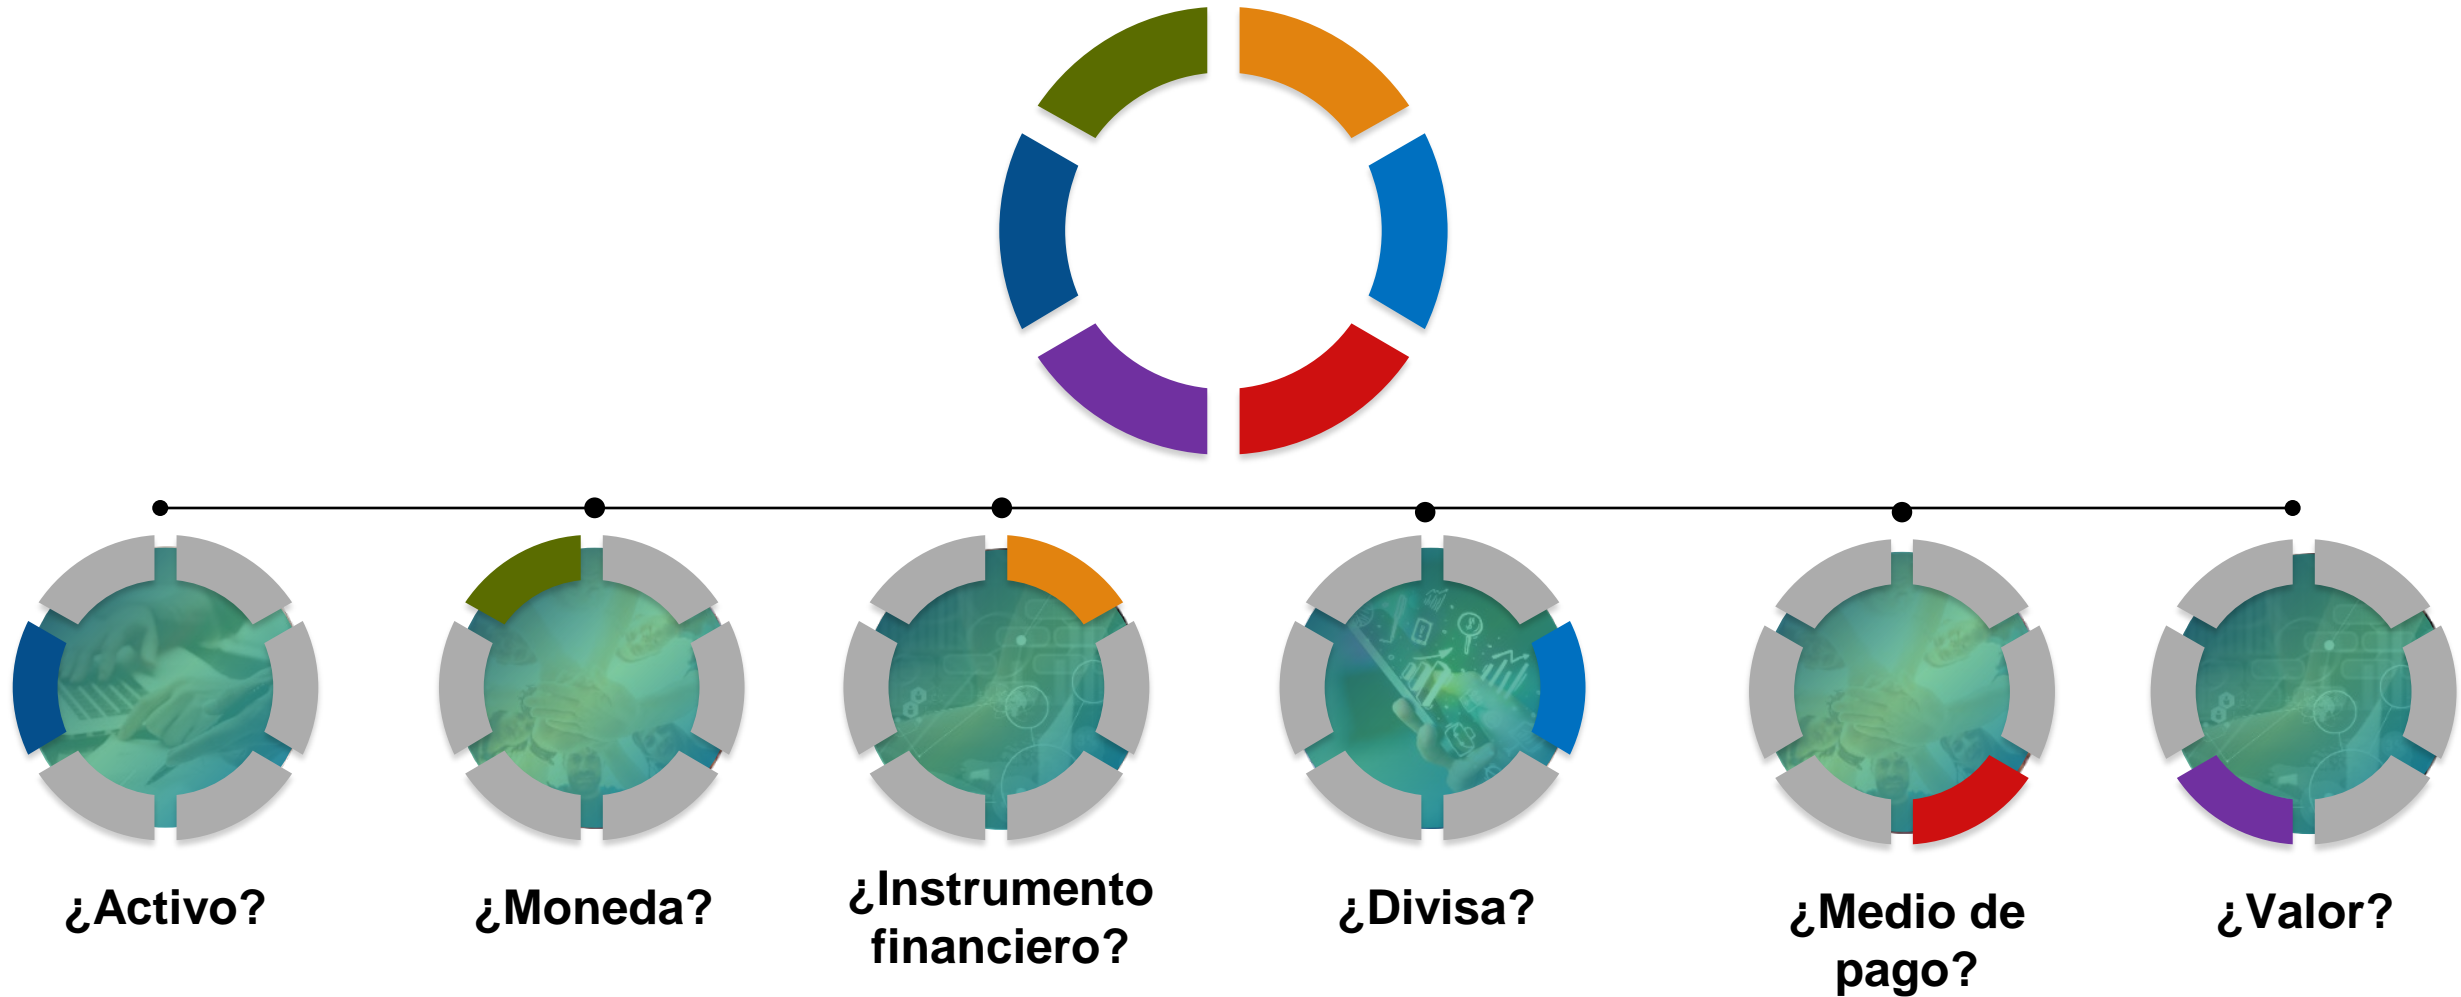 ¿Activo?
¿Moneda?
¿Instrumento
financiero?
¿Divisa?
¿Medio de
pago?
¿Valor?